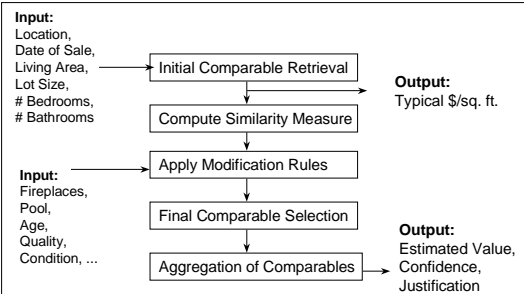 Input:
Location,
Date of Sale,
Living Area,
Lot Size,
# Bedrooms,
# Bathrooms
Initial Comparable Retrieval
Output:
Typical $/sq. ft.
Compute Similarity Measure
Apply Modification Rules
Input:
Fireplaces,
Pool,
Age,
Quality,
Condition, ...
Final Comparable Selection
Aggregation of Comparables
Output:
Estimated Value,
Confidence,
Justification